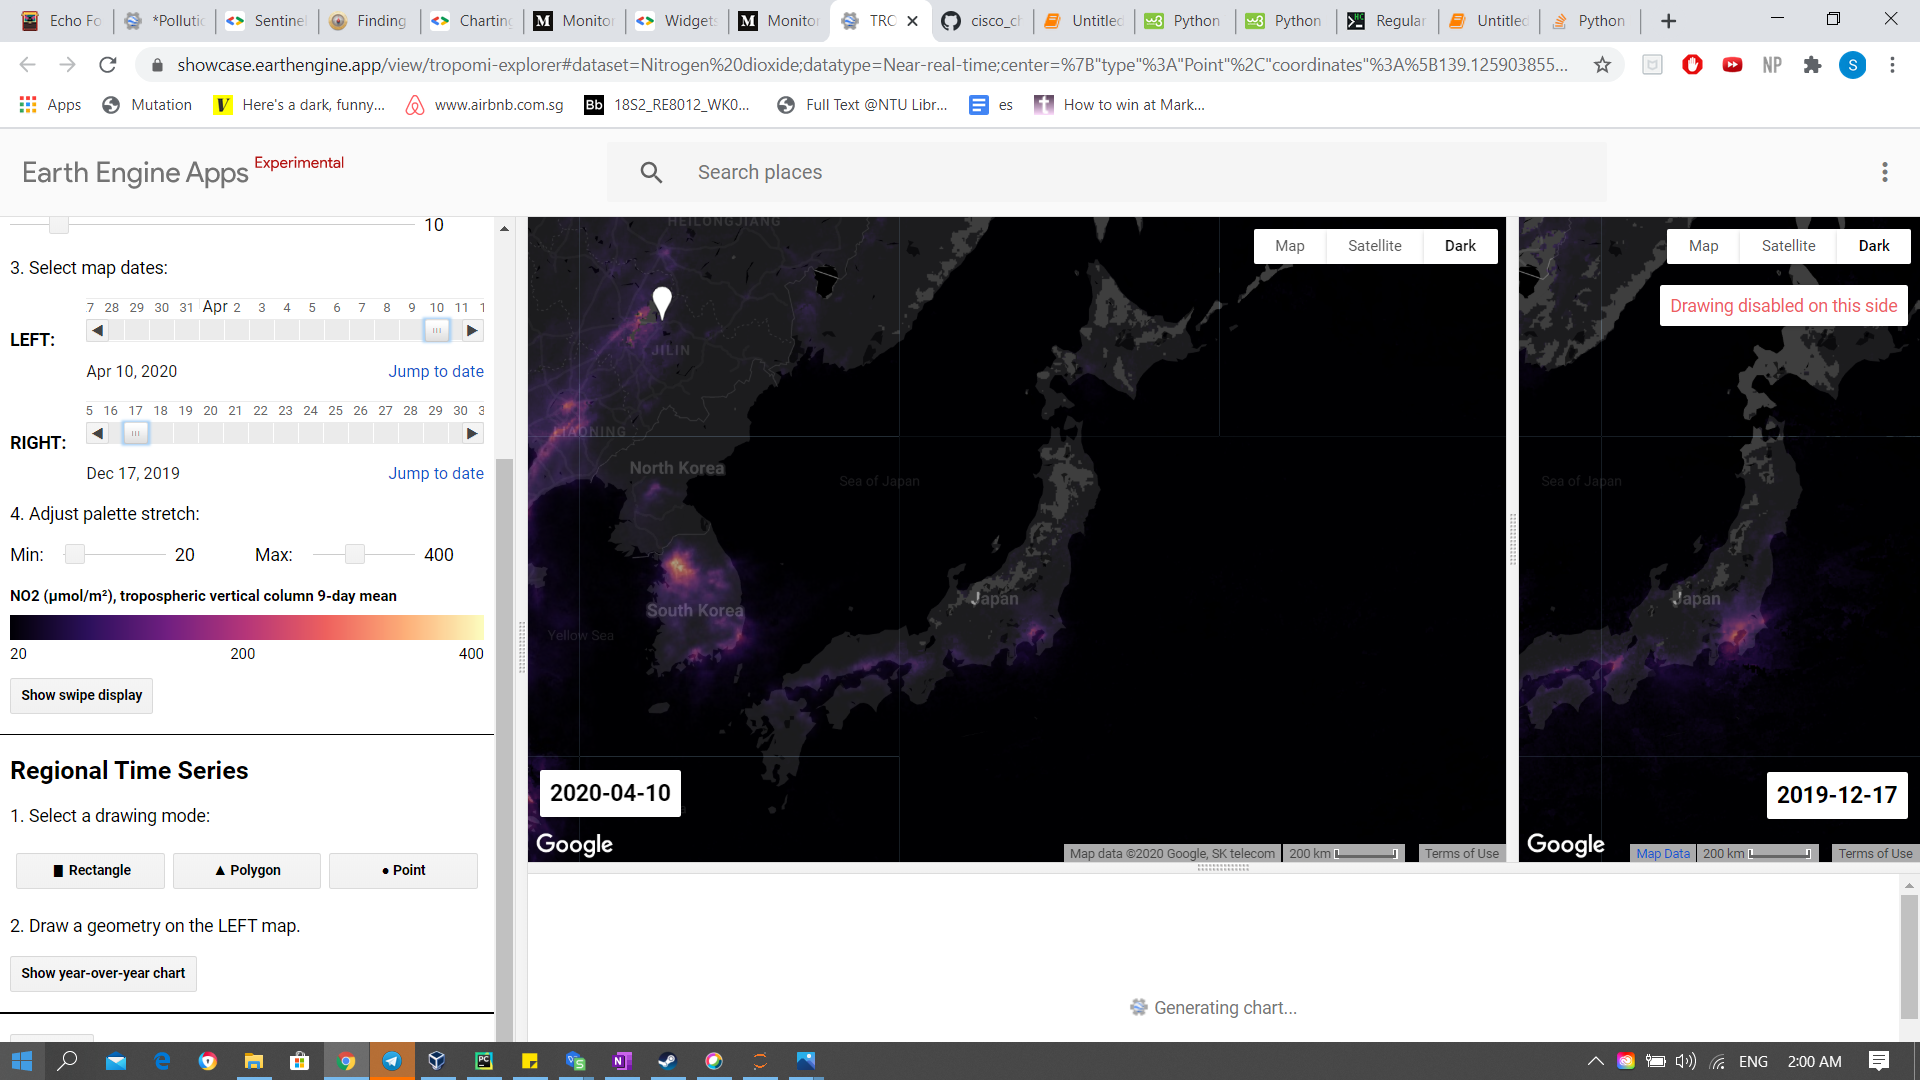 Echo Fo
*Polluti
Sentinel
Finding
Charting
Monitor
Widgets
Monitor
TRO
cisco_ch
Untitled
Python
Python
Regular
Untitled
Python
showcase.earthengine.app/view/tropomi-explorer#dataset=Nitrogen%20dioxide;datatype=Near-real-time;center=%7B"type"%3A"Point"%2C"coordinates"%3A%5B139.125903855...
NP
S
Apps
Mutation
Here's a dark, funny...
www.airbnb.com.sg
Bb 18S2_RE8012_WK0...
Full Text @NTU Libr...
es
How to win at Mark...
Earth Engine Apps Experimental
Search places
10
3. Select map dates:
7 28 29 30 31 Apr 2 3 4 5 6 7 8 9 10 11 1
LEFT:
Apr 10, 2020 Jump to date
5 16 17 18 19 20 21 22 23 24 25 26 27 28 29 30 3
RIGHT:
Dec 17, 2019 Jump to date
4. Adjust palette stretch:
Min: 20 Max: 400
NO2 (µmol/m²), tropospheric vertical column 9-day mean
20 200 400
Show swipe display
Regional Time Series
1. Select a drawing mode:
Rectangle
Polygon
Point
2. Draw a geometry on the LEFT map.
Show year-over-year chart
HEILONGJIANG
Map Satellite Dark
JILIN
LIAONING
North Korea
Sea of Japan
South Korea
Yellow Sea
Japan
2020-04-10
Google
Map data ©2020 Google, SK telecom 200 km Terms of Use
Map Satellite Dark
Drawing disabled on this side
Sea of Japan
Japan
2019-12-17
Google
Map Data 200 km Terms of Use
Generating chart...
ENG 2:00 AM